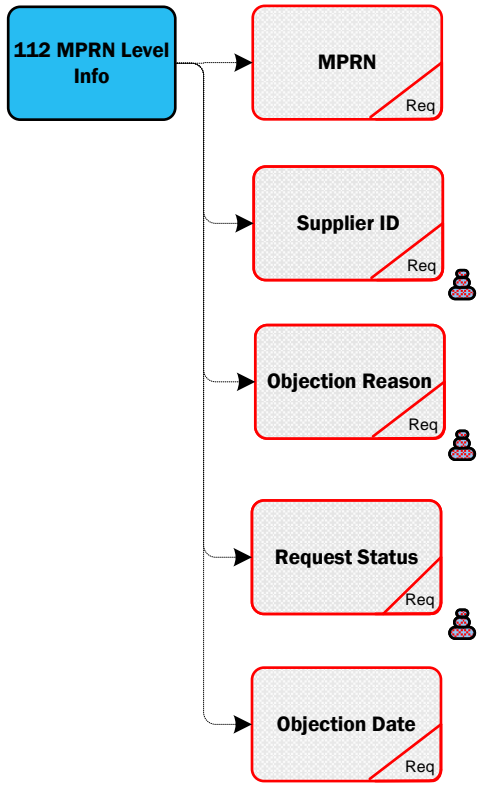 112 MPRN Level
Info
MPRN
Req
Supplier ID
Req
Objection Reason
Req
Request Status
Req
Objection Date
Req